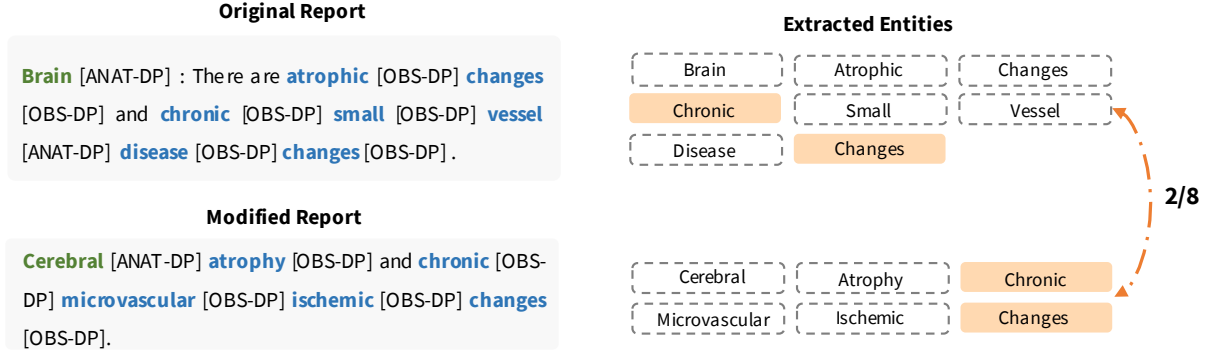 Original Report
Brain [ANAT-DP] : There are atrophic [OBS-DP] changes
[OBS-DP] and chronic [OBS-DP] small [OBS-DP] vessel
[ANAT-DP] disease [OBS-DP] changes [OBS-DP] .
Modified Report
Cerebral [ANAT-DP] atrophy [OBS-DP] and chronic [OBS-
DP] microvascular [OBS-DP] ischemic [OBS-DP] changes
[OBS-DP].
Extracted Entities
Brain Atrophic Changes
Chronic Small Vessel
Disease Changes
2/8
Cerebral Atrophy Chronic
Microvascular Ischemic Changes